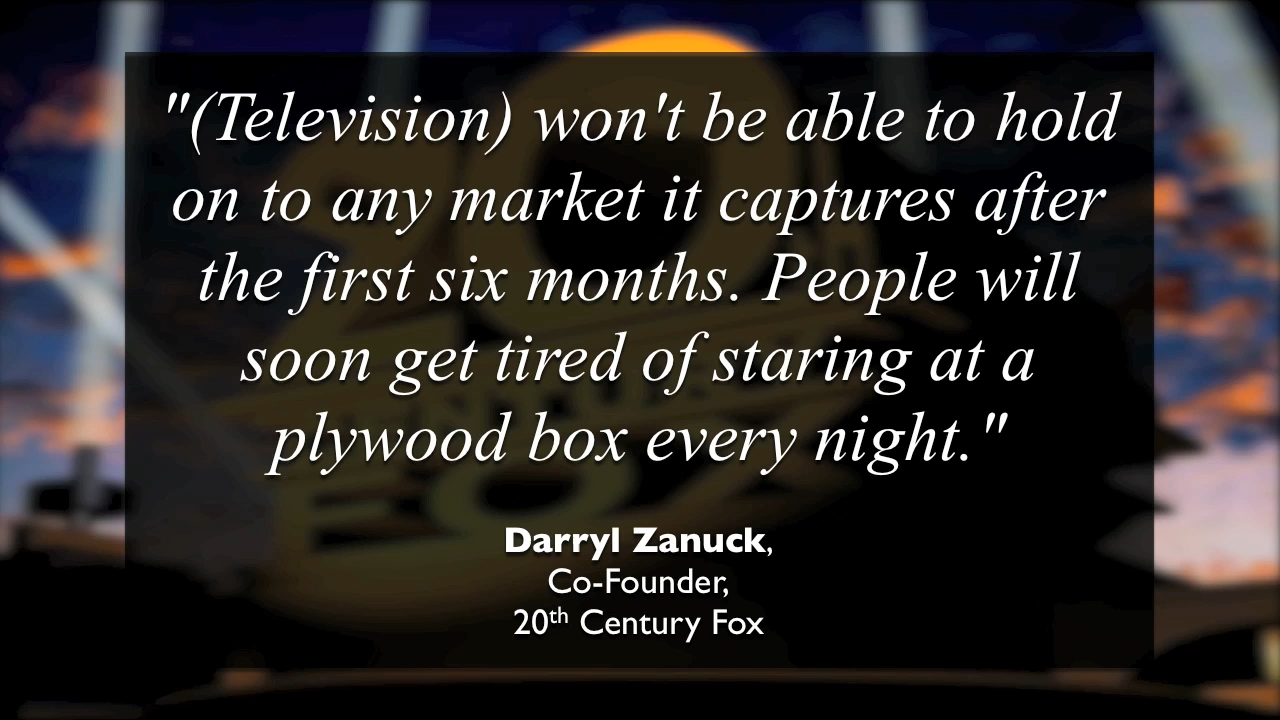 "(Television) won't be able to hold
on to any market it captures after
the first six months. People will
soon get tired of staring at a
plywood box every night."
Darryl Zanuck,
Co-Founder,
20th Century Fox